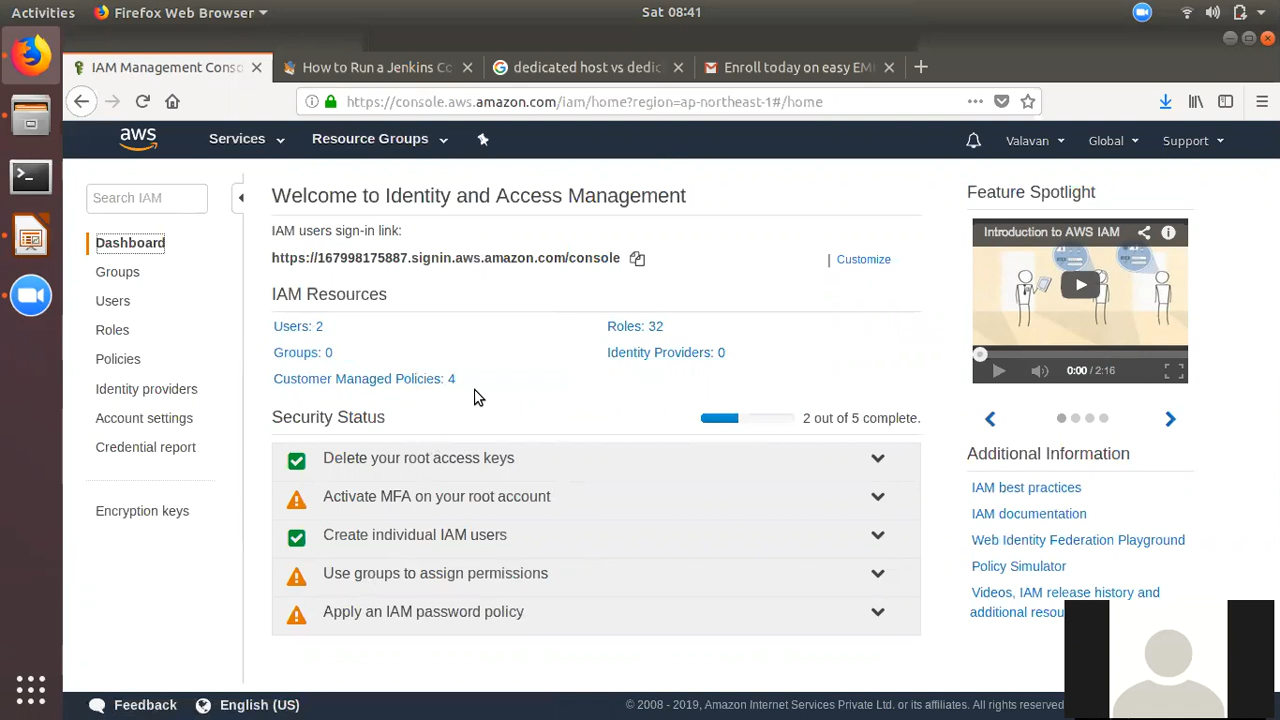 Activities
Firefox Web Browser
Sat 08:41
IAM Management Conso
How to Run a Jenkins Co
dedicated host vs dedic
Enroll today on easy EMI
https://console.aws.amazon.com/iam/home?region=ap-northeast-1#/home
aws
Services
Resource Groups
Valavan
Global
Support
Search IAM
Dashboard
Groups
Users
Roles
Policies
Identity providers
Account settings
Credential report
Encryption keys
Welcome to Identity and Access Management
IAM users sign-in link:
https://167998175887.signin.aws.amazon.com/console
| Customize
IAM Resources
Users: 2
Roles: 32
Groups: 0
Identity Providers: 0
Customer Managed Policies: 4
Security Status
2 out of 5 complete.
Delete your root access keys
Activate MFA on your root account
Create individual IAM users
Use groups to assign permissions
Apply an IAM password policy
Feature Spotlight
Introduction to AWS IAM
0:00 / 2:16
Additional Information
IAM best practices
IAM documentation
Web Identity Federation Playground
Policy Simulator
Videos, IAM release history and
additional resou
Feedback
English (US)
© 2008 - 2019, Amazon Internet Services Private Ltd. or its affiliates. All rights reserved.